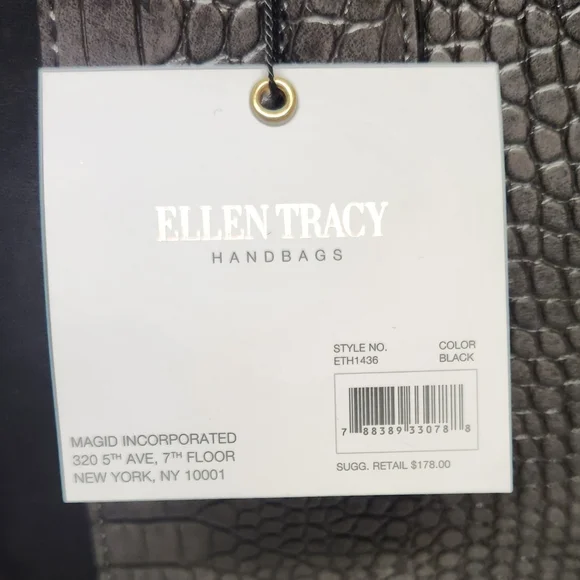 ELLEN TRACY
HANDBAGS
STYLE NO. COLOR
ETH1436 BLACK
7 88389 33078 8
SUGG. RETAIL $178.00
MAGID INCORPORATED
320 5TH AVE, 7TH FLOOR
NEW YORK, NY 10001